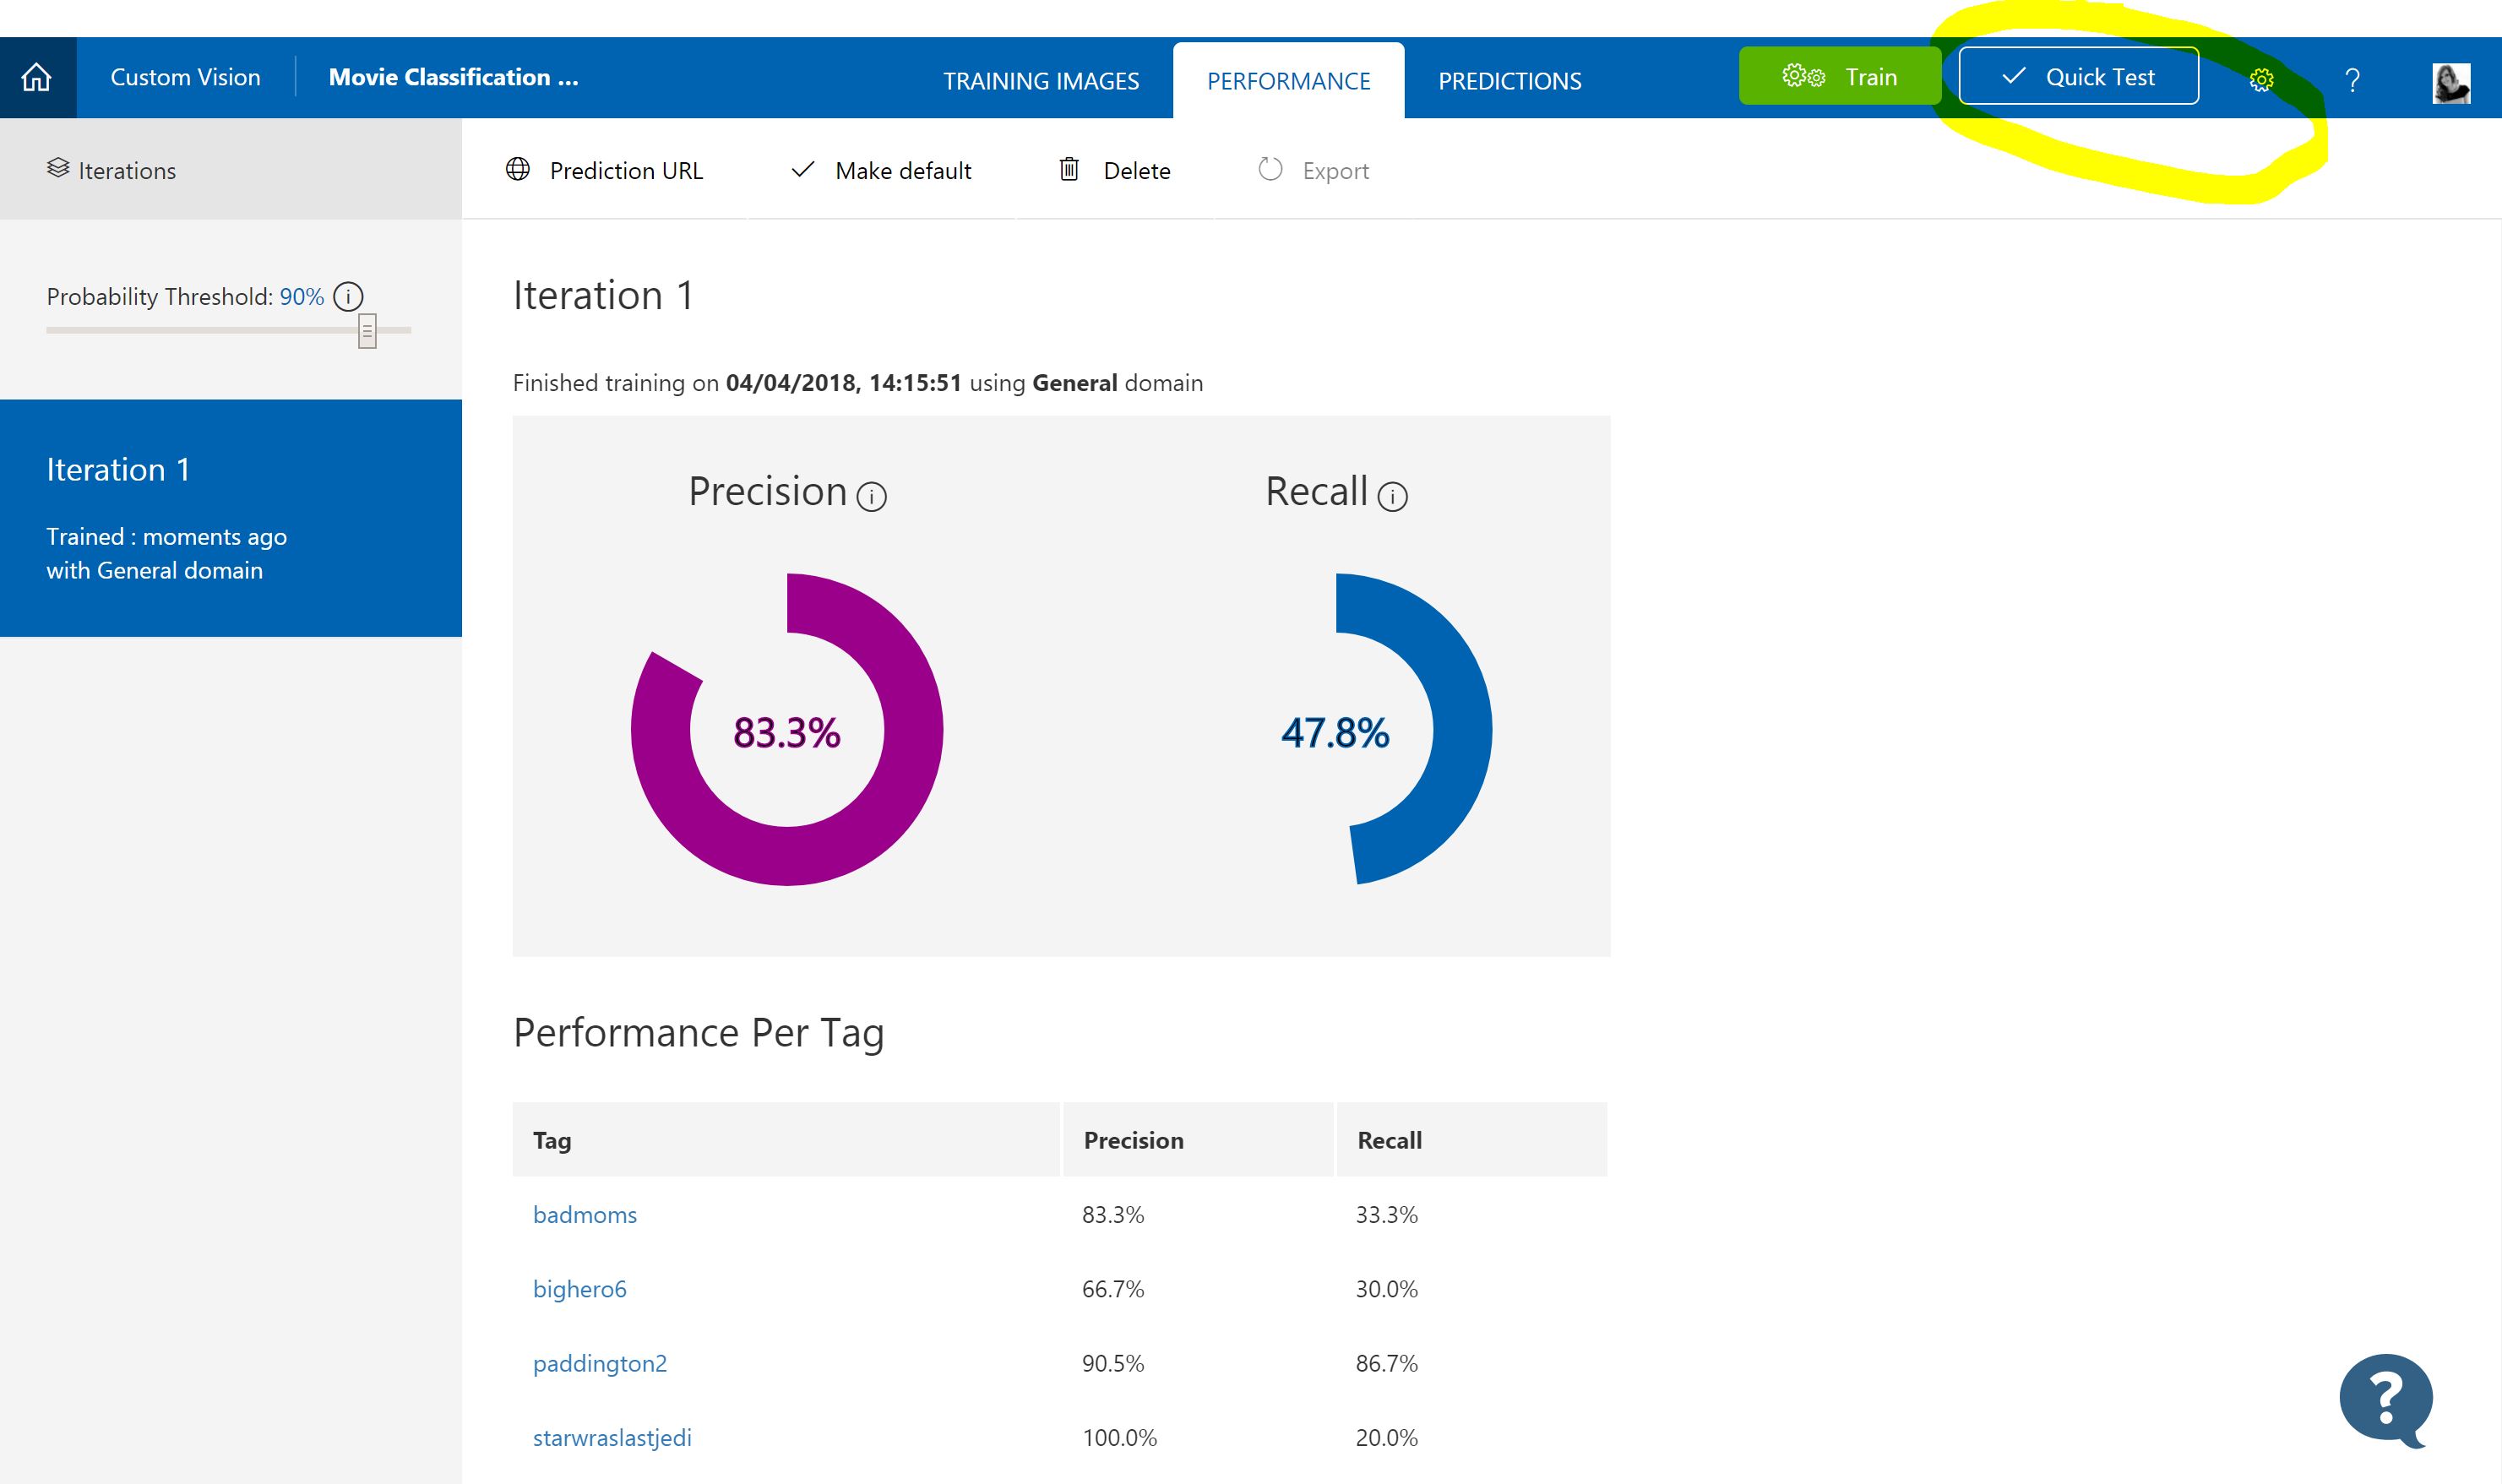 Custom Vision
Movie Classification ...
TRAINING IMAGES
PERFORMANCE
PREDICTIONS
Train
Quick Test
?
Iterations
Prediction URL
Make default
Delete
Export
Probability Threshold: 90% i
Iteration 1
Trained : moments ago
with General domain
Iteration 1
Finished training on 04/04/2018, 14:15:51 using General domain
Precision i
Recall i
83.3%
47.8%
Performance Per Tag
Tag Precision Recall
badmoms 83.3% 33.3%
bighero6 66.7% 30.0%
paddington2 90.5% 86.7%
starwraslastjedi 100.0% 20.0%
?